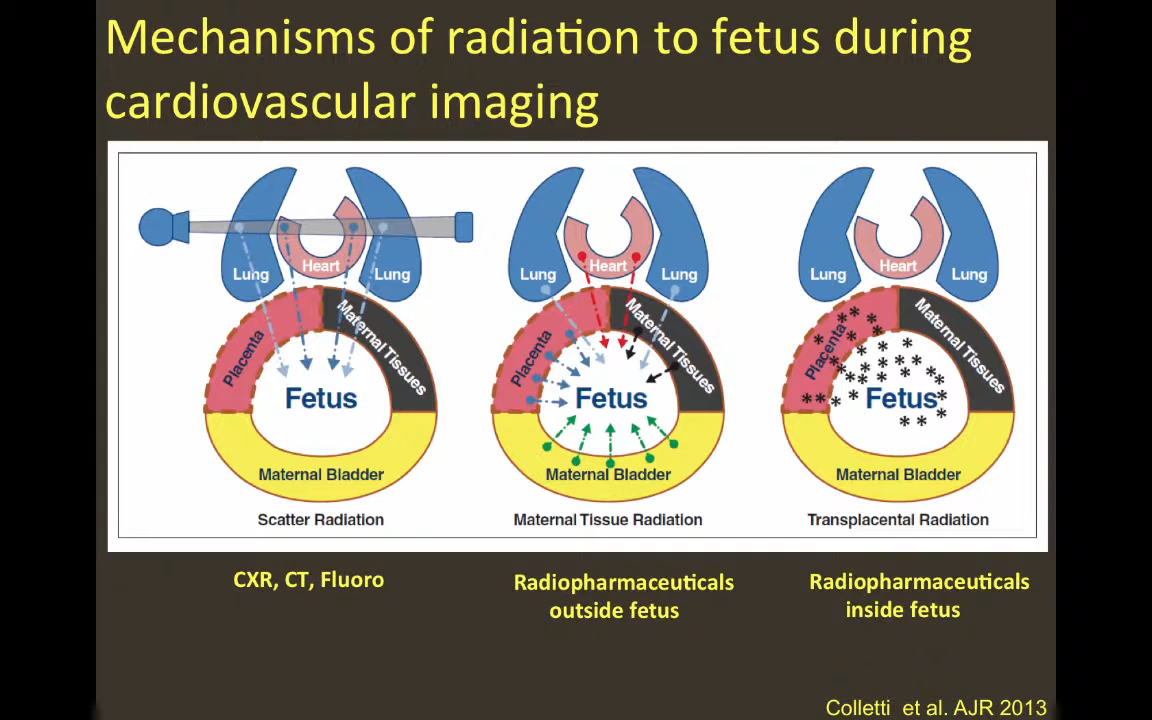 Mechanisms of radiation to fetus during
cardiovascular imaging
Lung
Heart
Lung
Placenta
Maternal Tissues
Fetus
Maternal Bladder
Scatter Radiation
Lung
Heart
Lung
Placenta
Maternal Tissues
Fetus
Maternal Bladder
Maternal Tissue Radiation
Lung
Heart
Lung
Placenta
Maternal Tissues
Fetus
Maternal Bladder
Transplacental Radiation
CXR, CT, Fluoro
Radiopharmaceuticals
outside fetus
Radiopharmaceuticals
inside fetus
Colletti et al. AJR 2013